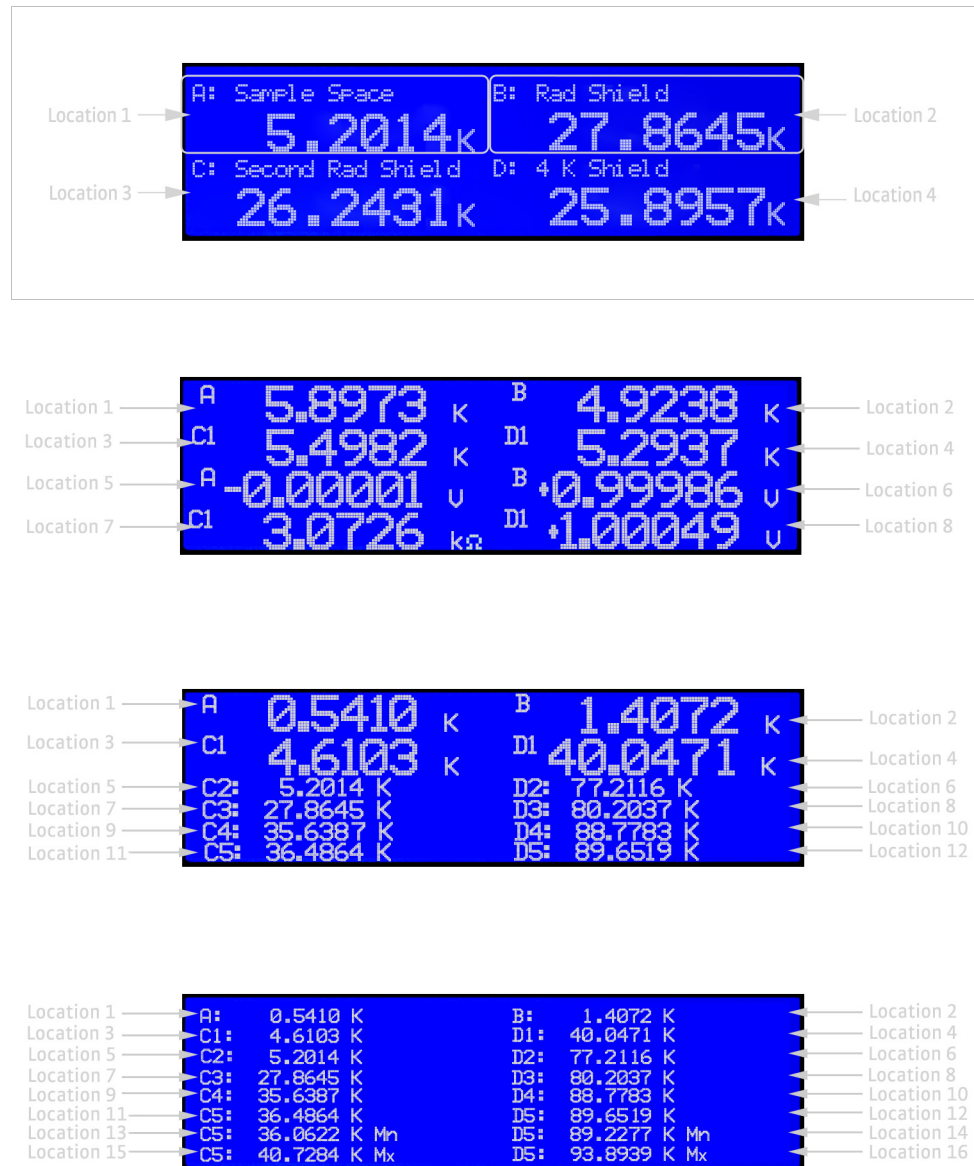 A: Sample Space B: Rad Shield
Location 1 5.2014K 27.8645K Location 2
C: Second Rad Shield D: 4 K Shield
Location 3 26.2431K 25.8957K Location 4
Location 1 A 5.8973 K B 4.9238 K Location 2
Location 3 C1 5.4982 K D1 5.2937 K Location 4
Location 5 A -0.00001 V B +0.99986 V Location 6
Location 7 C1 3.0726 kΩ D1 +1.00049 V Location 8
Location 1 A 0.5410 K B 1.4072 K Location 2
Location 3 C1 4.6103 K D1 40.0471 K Location 4
Location 5 C2: 5.2014 K D2: 77.2116 K Location 6
Location 7 C3: 27.8645 K D3: 80.2037 K Location 8
Location 9 C4: 35.6387 K D4: 88.7783 K Location 10
Location 11 C5: 36.4864 K D5: 89.6519 K Location 12
Location 1 A: 0.5410 K B: 1.4072 K Location 2
Location 3 C1: 4.6103 K D1: 40.0471 K Location 4
Location 5 C2: 5.2014 K D2: 77.2116 K Location 6
Location 7 C3: 27.8645 K D3: 80.2037 K Location 8
Location 9 C4: 35.6387 K D4: 88.7783 K Location 10
Location 11 C5: 36.4864 K D5: 89.6519 K Location 12
Location 13 C5: 36.0622 K Mn D5: 89.2277 K Mn Location 14
Location 15 C5: 40.7284 K Mx D5: 93.8939 K Mx Location 16